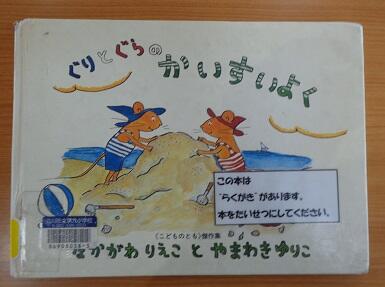 ぐりとぐらの
かいすいよく
この本は
“らくがき”があります。
本をたいせつにしてください。
《こどものとも》傑作集
なかがわ りえこ と やまわきゆりこ